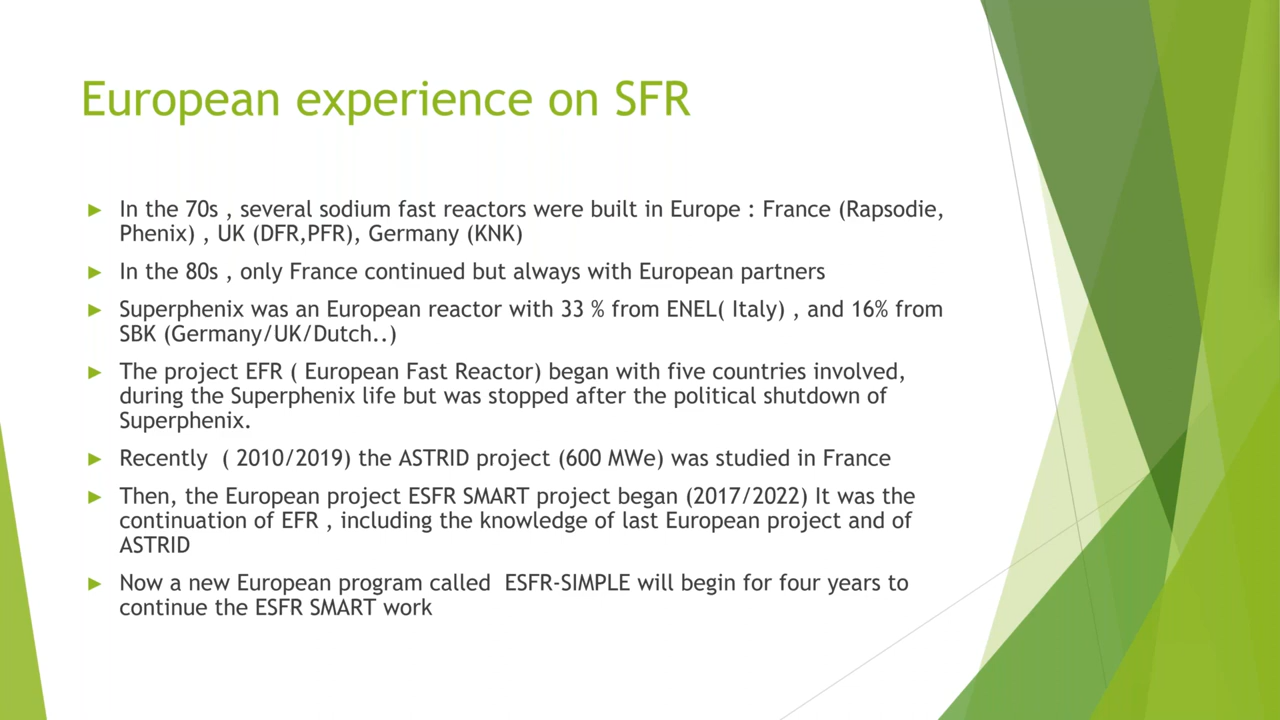 European experience on SFR
In the 70s , several sodium fast reactors were built in Europe : France (Rapsodie,
Phenix) , UK (DFR,PFR), Germany (KNK)
In the 80s , only France continued but always with European partners
Superphenix was an European reactor with 33 % from ENEL( Italy) , and 16% from
SBK (Germany/UK/Dutch..)
The project EFR ( European Fast Reactor) began with five countries involved,
during the Superphenix life but was stopped after the political shutdown of
Superphenix.
Recently  ( 2010/2019) the ASTRID project (600 MWe) was studied in France
Then, the European project ESFR SMART project began (2017/2022) It was the
continuation of EFR , including the knowledge of last European project and of
ASTRID
Now a new European program called  ESFR-SIMPLE will begin for four years to
continue the ESFR SMART work